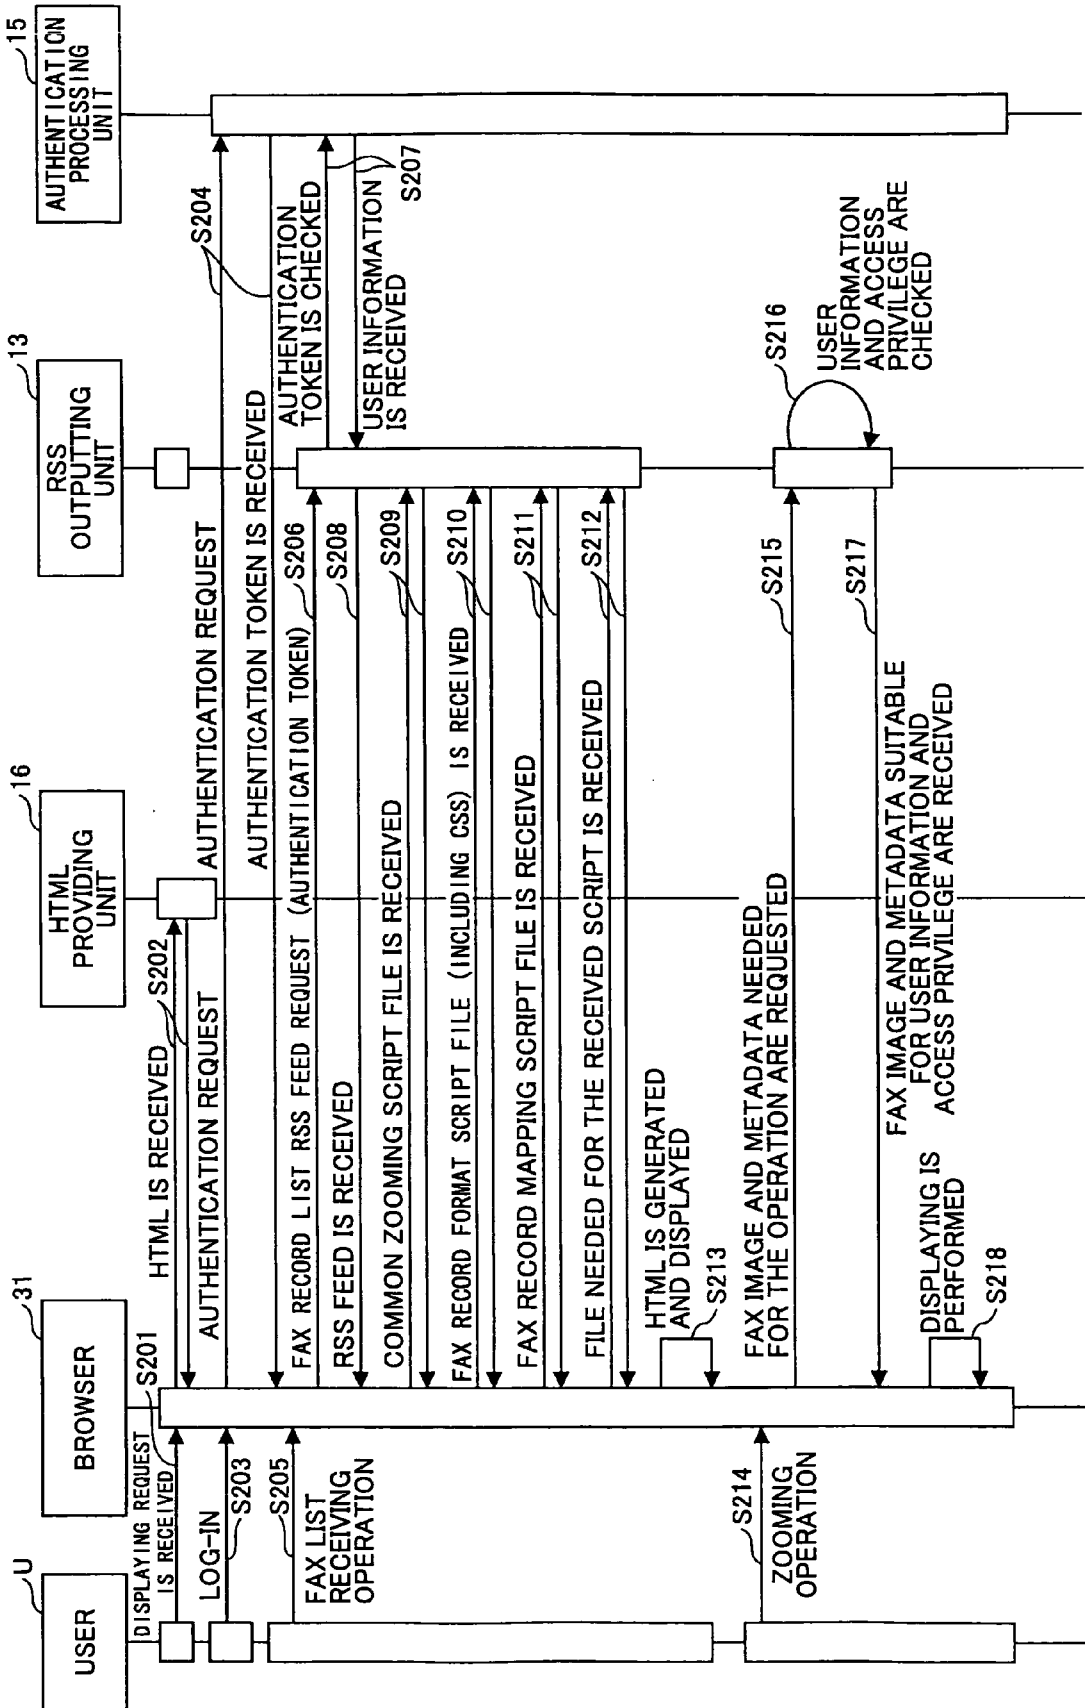 USER
U
BROWSER
31
HTML
PROVIDING
UNIT
16
RSS
OUTPUTTING
UNIT
13
AUTHENTICATION
PROCESSING
UNIT
15
DISPLAYING REQUEST
IS RECEIVED
S201
HTML IS RECEIVED
S202
AUTHENTICATION REQUEST
LOG-IN
S203
AUTHENTICATION REQUEST
S204
AUTHENTICATION TOKEN IS RECEIVED
FAX LIST
RECEIVING
OPERATION
S205
FAX RECORD LIST RSS FEED REQUEST (AUTHENTICATION TOKEN)
S206
AUTHENTICATION
TOKEN IS CHECKED
S207
USER INFORMATION
IS RECEIVED
RSS FEED IS RECEIVED
S208
COMMON ZOOMING SCRIPT FILE IS RECEIVED
S209
FAX RECORD FORMAT SCRIPT FILE (INCLUDING CSS) IS RECEIVED
S210
FAX RECORD MAPPING SCRIPT FILE IS RECEIVED
S211
FILE NEEDED FOR THE RECEIVED SCRIPT IS RECEIVED
S212
HTML IS GENERATED
AND DISPLAYED
S213
S214
ZOOMING
OPERATION
FAX IMAGE AND METADATA NEEDED
FOR THE OPERATION ARE REQUESTED
S215
S216
USER
INFORMATION
AND ACCESS
PRIVILEGE ARE
CHECKED
S217
FAX IMAGE AND METADATA SUITABLE
FOR USER INFORMATION AND
ACCESS PRIVILEGE ARE RECEIVED
DISPLAYING IS
PERFORMED
S218